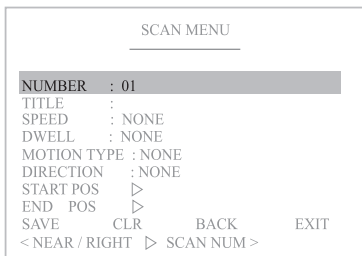 SCAN MENU
NUMBER : 01
TITLE :
SPEED : NONE
DWELL : NONE
MOTION TYPE : NONE
DIRECTION : NONE
START POS ▷
END POS ▷
SAVE CLR BACK EXIT
< NEAR / RIGHT ▷ SCAN NUM >